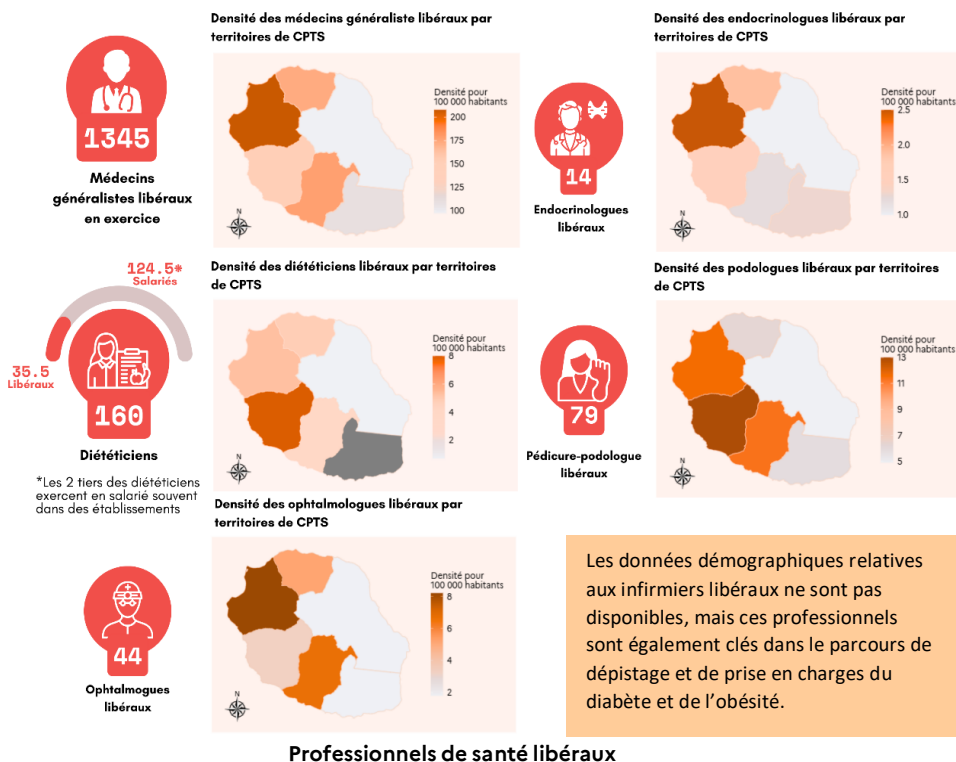 Densité des médecins généraliste libéraux par
territoires de CPTS
Densité pour
100 000 habitants
200
175
150
125
100
N
1345
Médecins
généralistes libéraux
en exercice
Densité des endocrinologues libéraux par
territoires de CPTS
Densité pour
100 000 habitants
2.5
2.0
1.5
1.0
N
14
Endocrinologues
libéraux
124.5*
Salariés
35.5
Libéraux
160
Diététiciens
*Les 2 tiers des diététiciens
exercent en salarié souvent
dans des établissements
Densité des diététiciens libéraux par territoires
de CPTS
Densité pour
100 000 habitants
8
6
4
2
N
Densité des podologues libéraux par territoires
de CPTS
Densité pour
100 000 habitants
13
11
9
7
5
N
79
Pédicure-podologue
libéraux
Densité des ophtalmologues libéraux par
territoires de CPTS
Densité pour
100 000 habitants
8
6
4
2
N
44
Ophtalmogues
libéraux
Les données démographiques relatives
aux infirmiers libéraux ne sont pas
disponibles, mais ces professionnels
sont également clés dans le parcours de
dépistage et de prise en charges du
diabète et de l’obésité.
Professionnels de santé libéraux